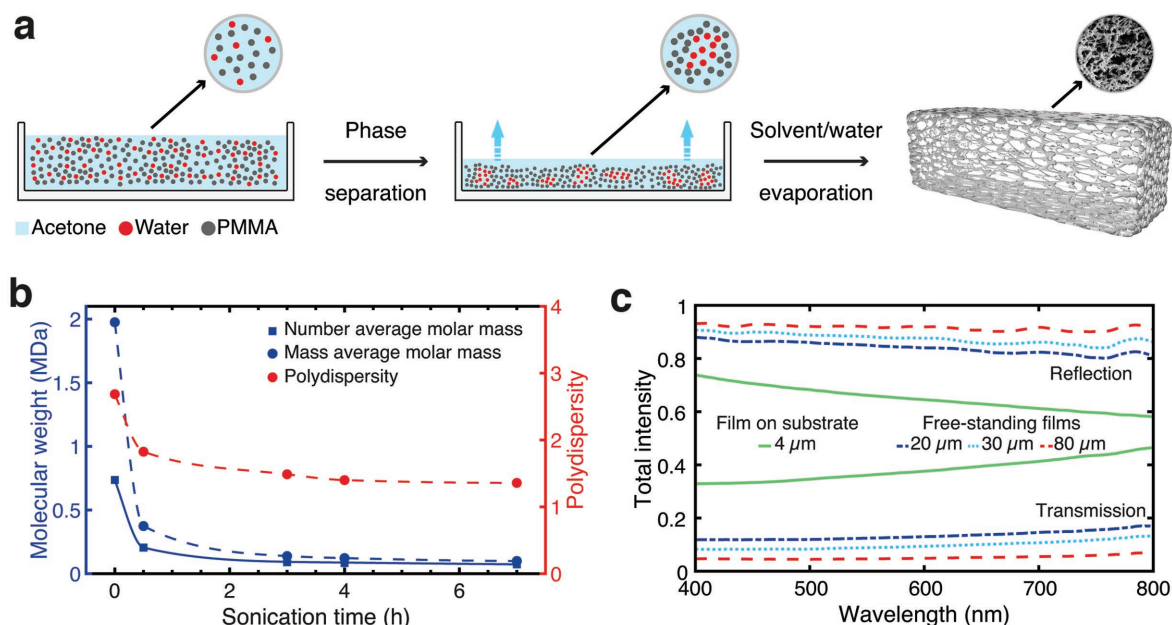 a
Phase
separation
Solvent/water
evaporation
Acetone Water PMMA
b
Molecular weight (MDa)
2
1.5
1
0.5
0
Number average molar mass
Mass average molar mass
Polydispersity
4
3
2
1
0
Polydispersity
0 2 4 6
Sonication time (h)
c
Total intensity
1
0.8
0.6
0.4
0.2
0
Reflection
Film on substrate Free-standing films
4 µm 20 µm 30 µm 80 µm
Transmission
400 500 600 700 800
Wavelength (nm)